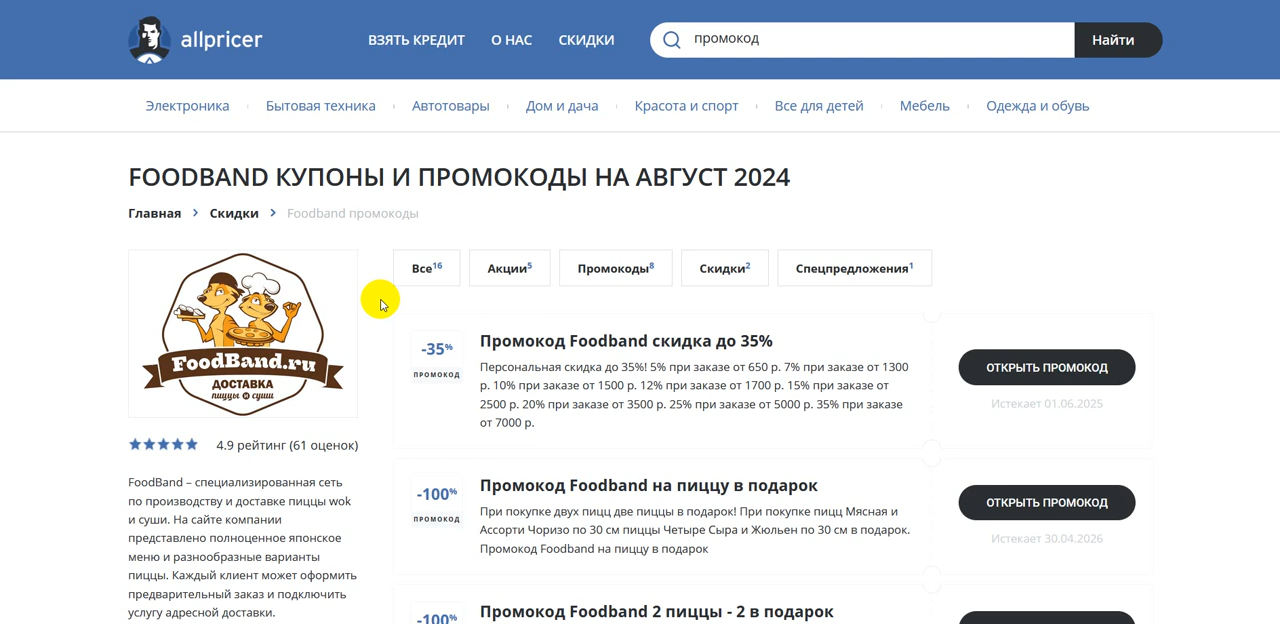 allpricer
ВЗЯТЬ КРЕДИТ О НАС СКИДКИ
промокод
Найти
Электроника Бытовая техника Автотовары Дом и дача Красота и спорт Все для детей Мебель Одежда и обувь
FOODBAND КУПОНЫ И ПРОМОКОДЫ НА АВГУСТ 2024
Главная > Скидки > Foodband промокоды
FoodBand.ru
ДОСТАВКА
пиццы и суши
4.9 рейтинг (61 оценок)
FoodBand – специализированная сеть
по производству и доставке пиццы wok
и суши. На сайте компании
представлено полноценное японское
меню и разнообразные варианты
пиццы. Каждый клиент может оформить
предварительный заказ и подключить
услугу адресной доставки.
Все16 Акции5 Промокоды8 Скидки2 Спецпредложения1
-35%
ПРОМОКОД
Промокод Foodband скидка до 35%
Персональная скидка до 35%! 5% при заказе от 650 р. 7% при заказе от 1300
р. 10% при заказе от 1500 р. 12% при заказе от 1700 р. 15% при заказе от
2500 р. 20% при заказе от 3500 р. 25% при заказе от 5000 р. 35% при заказе
от 7000 р.
ОТКРЫТЬ ПРОМОКОД
Истекает 01.06.2025
-100%
ПРОМОКОД
Промокод Foodband на пиццу в подарок
При покупке двух пицц две пиццы в подарок! При покупке пицц Мясная и
Ассорти Чоризо по 30 см пиццы Четыре Сыра и Жюльен по 30 см в подарок.
Промокод Foodband на пиццу в подарок
ОТКРЫТЬ ПРОМОКОД
Истекает 30.04.2026
-100%
Промокод Foodband 2 пиццы - 2 в подарок